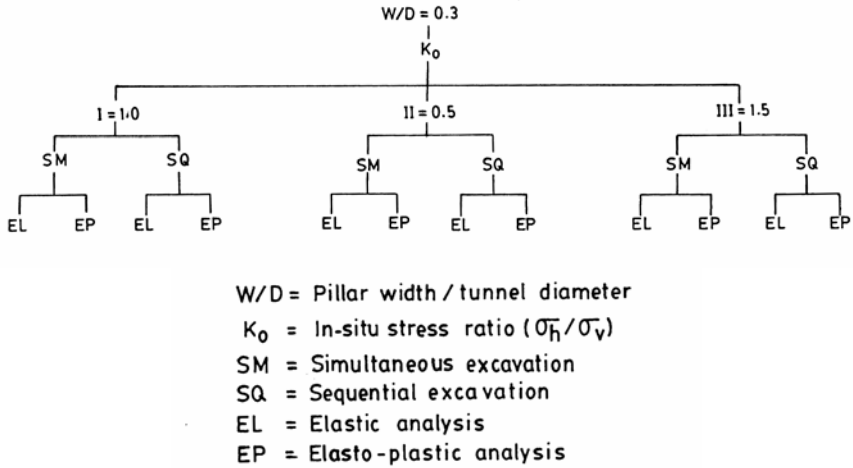 W/D = 0.3
K₀
I = 1.0 II = 0.5 III = 1.5
SM SQ SM SQ SM SQ
EL EP EL EP EL EP EL EP EL EP EL EP
W/D = Pillar width / tunnel diameter
K₀ = In-situ stress ratio (σh/σv)
SM = Simultaneous excavation
SQ = Sequential excavation
EL = Elastic analysis
EP = Elasto-plastic analysis